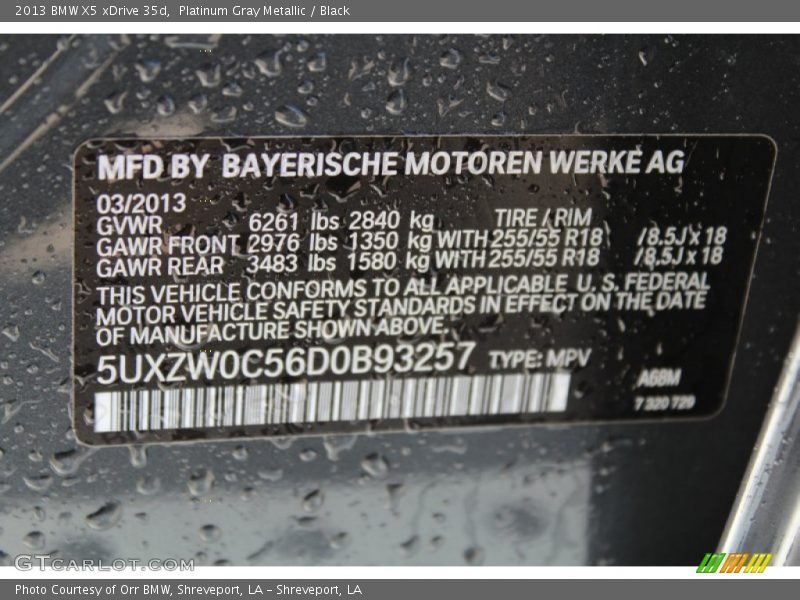 2013 BMW X5 xDrive 35d,  Platinum Gray Metallic / Black
MFD BY BAYERISCHE MOTOREN WERKE AG
03/2013
GVWR 6261 lbs 2840 kg TIRE / RIM
GAWR FRONT 2976 lbs 1350 kg WITH 255/55 R18 /8.5J x 18
GAWR REAR 3483 lbs 1580 kg WITH 255/55 R18 /8.5J x 18
THIS VEHICLE CONFORMS TO ALL APPLICABLE U. S. FEDERAL
MOTOR VEHICLE SAFETY STANDARDS IN EFFECT ON THE DATE
OF MANUFACTURE SHOWN ABOVE.
5UXZW0C56D0B93257 TYPE: MPV
A68M
7 320 729
GTCARLOT.COM
Photo Courtesy of Orr BMW, Shreveport, LA – Shreveport, LA